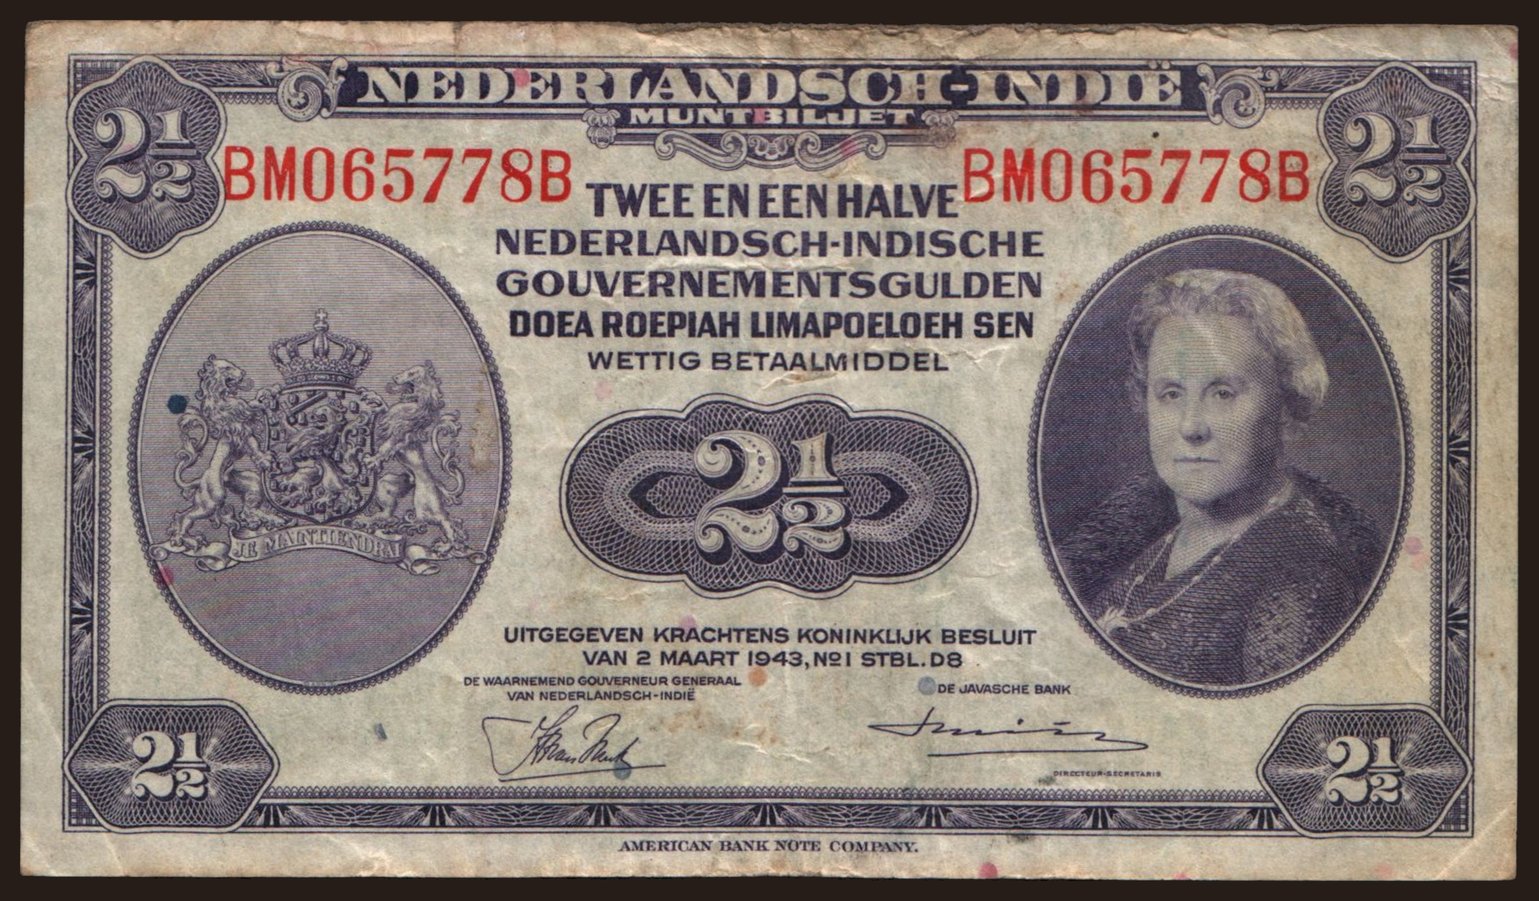 NEDERLANDSCH-INDIË
MUNTBILJET
2½ 2½
BM065778B BM065778B
TWEE EN EEN HALVE
NEDERLANDSCH-INDISCHE
GOUVERNEMENTSGULDEN
DOEA ROEPIAH LIMAPOELOEH SEN
WETTIG BETAALMIDDEL
2½
JE MAINTIENDRAI
UITGEGEVEN KRACHTENS KONINKLIJK BESLUIT
VAN 2 MAART 1943, No1 STBL. D8
DE WAARNEMEND GOUVERNEUR GENERAAL
VAN NEDERLANDSCH-INDIË
DE JAVASCHE BANK
DIRECTEUR-SECRETARIS
2½ 2½
AMERICAN BANK NOTE COMPANY.